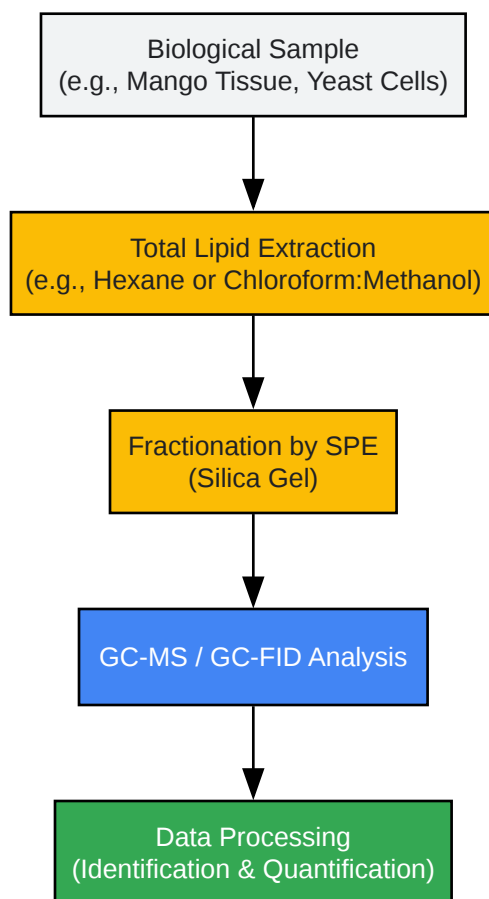 Biological Sample
(e.g., Mango Tissue, Yeast Cells)
Total Lipid Extraction
(e.g., Hexane or Chloroform:Methanol)
Fractionation by SPE
(Silica Gel)
GC-MS / GC-FID Analysis
Data Processing
(Identification & Quantification)